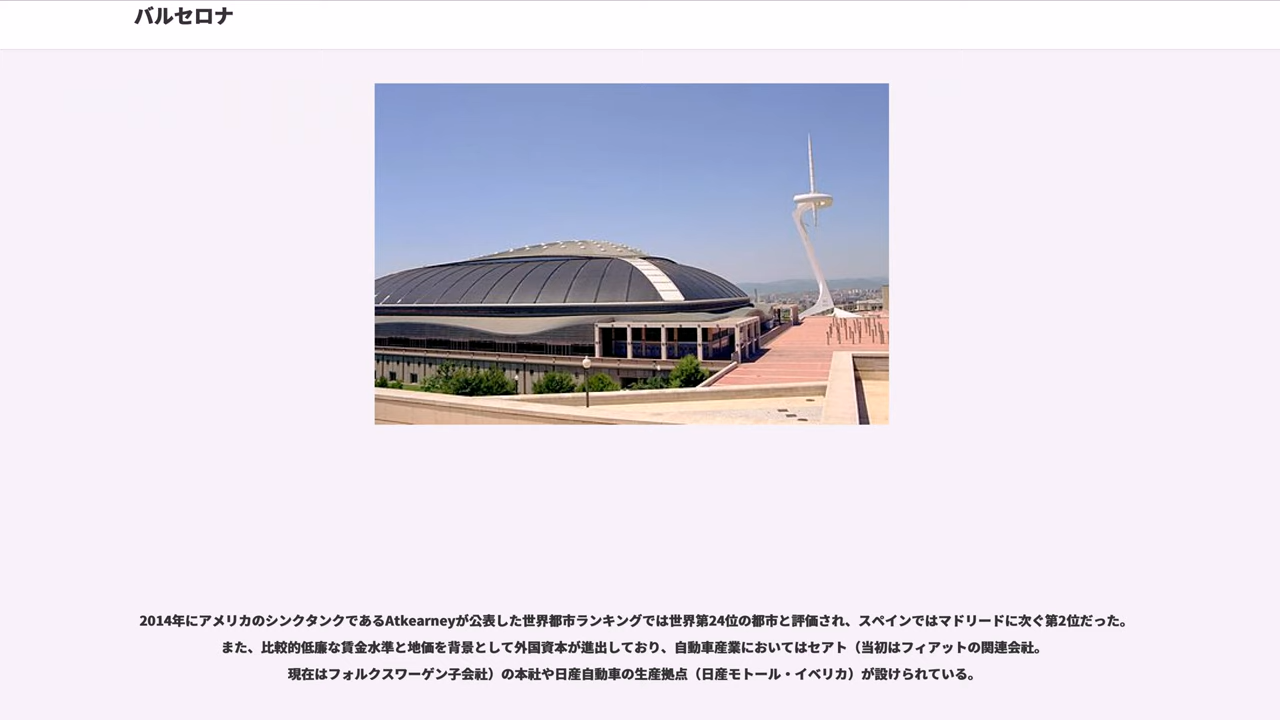 バルセロナ
2014年にアメリカのシンクタンクであるAtkearneyが公表した世界都市ランキングでは世界第24位の都市と評価され、スペインではマドリードに次ぐ第2位だった。
また、比較的低廉な賃金水準と地価を背景として外国資本が進出しており、自動車産業においてはセアト（当初はフィアットの関連会社。
現在はフォルクスワーゲン子会社）の本社や日産自動車の生産拠点（日産モトール・イベリカ）が設けられている。